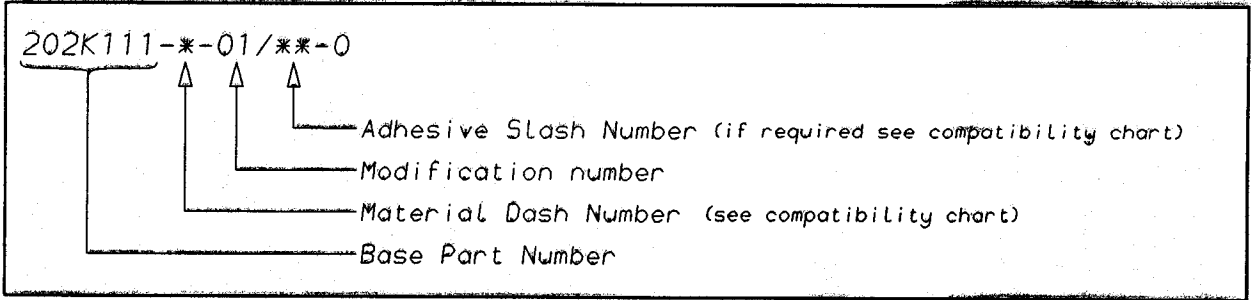 202K111-*-01/**-0
Adhesive Slash Number (if required see compatibility chart)
Modification number
Material Dash Number (see compatibility chart)
Base Part Number